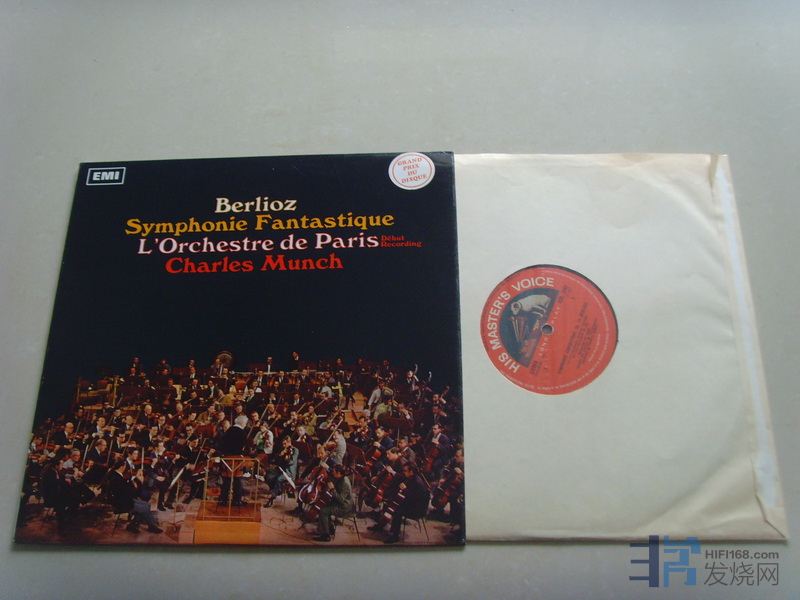 EMI
GRAND
PRIX
DU
DISQUE
Berlioz
Symphonie Fantastique
L'Orchestre de Paris
Début
Recording
Charles Munch
HIS MASTER'S VOICE
HIFI168.com
发烧网